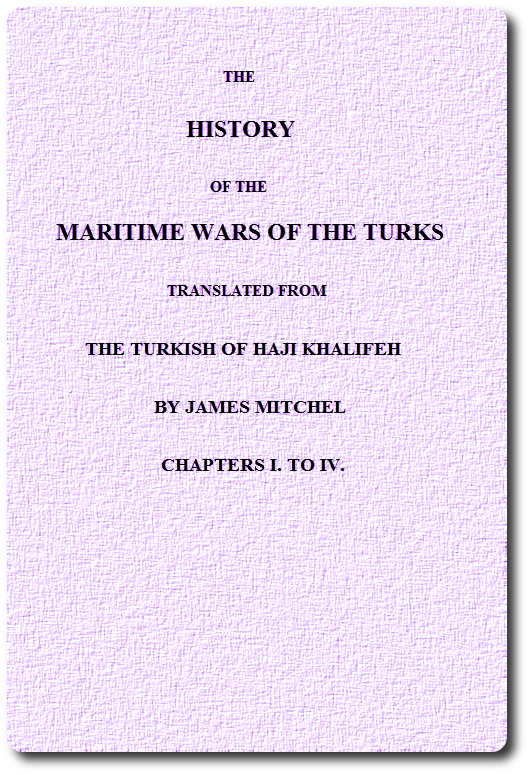 THE
HISTORY
OF THE
MARITIME WARS OF THE TURKS
TRANSLATED FROM
THE TURKISH OF HAJI KHALIFEH
BY JAMES MITCHEL
CHAPTERS I. TO IV.